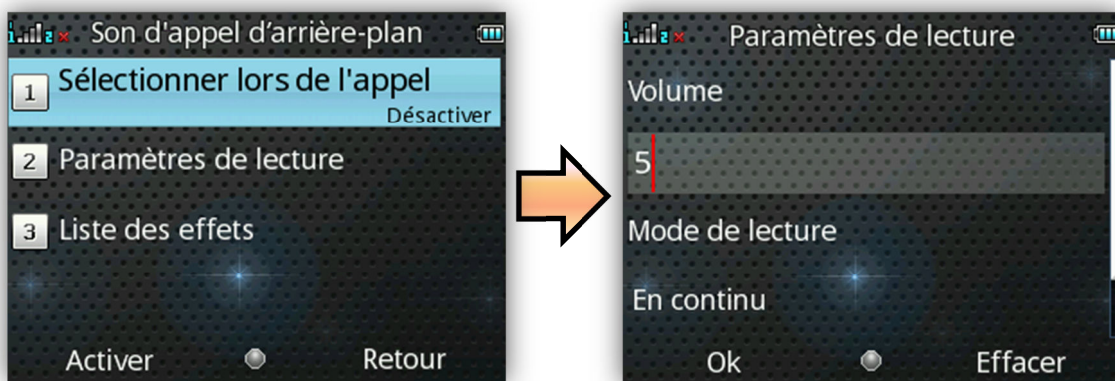 Son d'appel d’arrière-plan
1 Sélectionner lors de l'appel
Désactiver
2 Paramètres de lecture
3 Liste des effets
Activer Retour
Paramètres de lecture
Volume
5
Mode de lecture
En continu
Ok Effacer